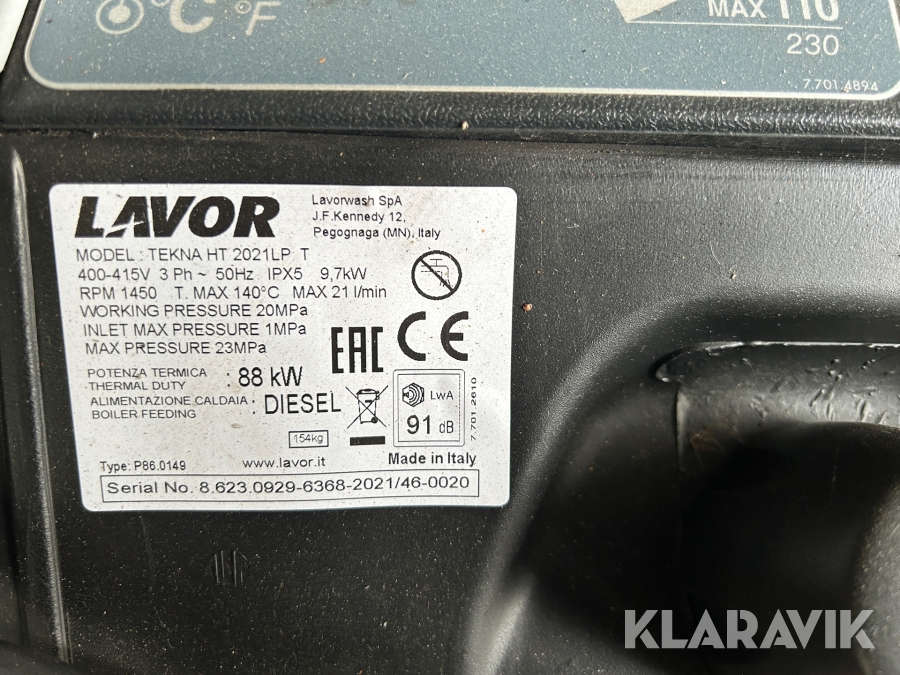 °C °F
MAX 110
230
7.701.4894
LAVOR
Lavorwash SpA
J.F.Kennedy 12,
Pegognaga (MN), Italy
MODEL : TEKNA HT 2021LP T
400-415V 3 Ph ~ 50Hz IPX5 9,7kW
RPM 1450 T. MAX 140°C MAX 21 l/min
WORKING PRESSURE 20MPa
INLET MAX PRESSURE 1MPa
MAX PRESSURE 23MPa
EAC CE
POTENZA TERMICA
THERMAL DUTY : 88 kW
ALIMENTAZIONE CALDAIA
BOILER FEEDING : DIESEL
LwA
91 dB
7.701.2610
154kg
Type: P86.0149
www.lavor.it
Made in Italy
Serial No. 8.623.0929-6368-2021/46-0020
KLARAVIK